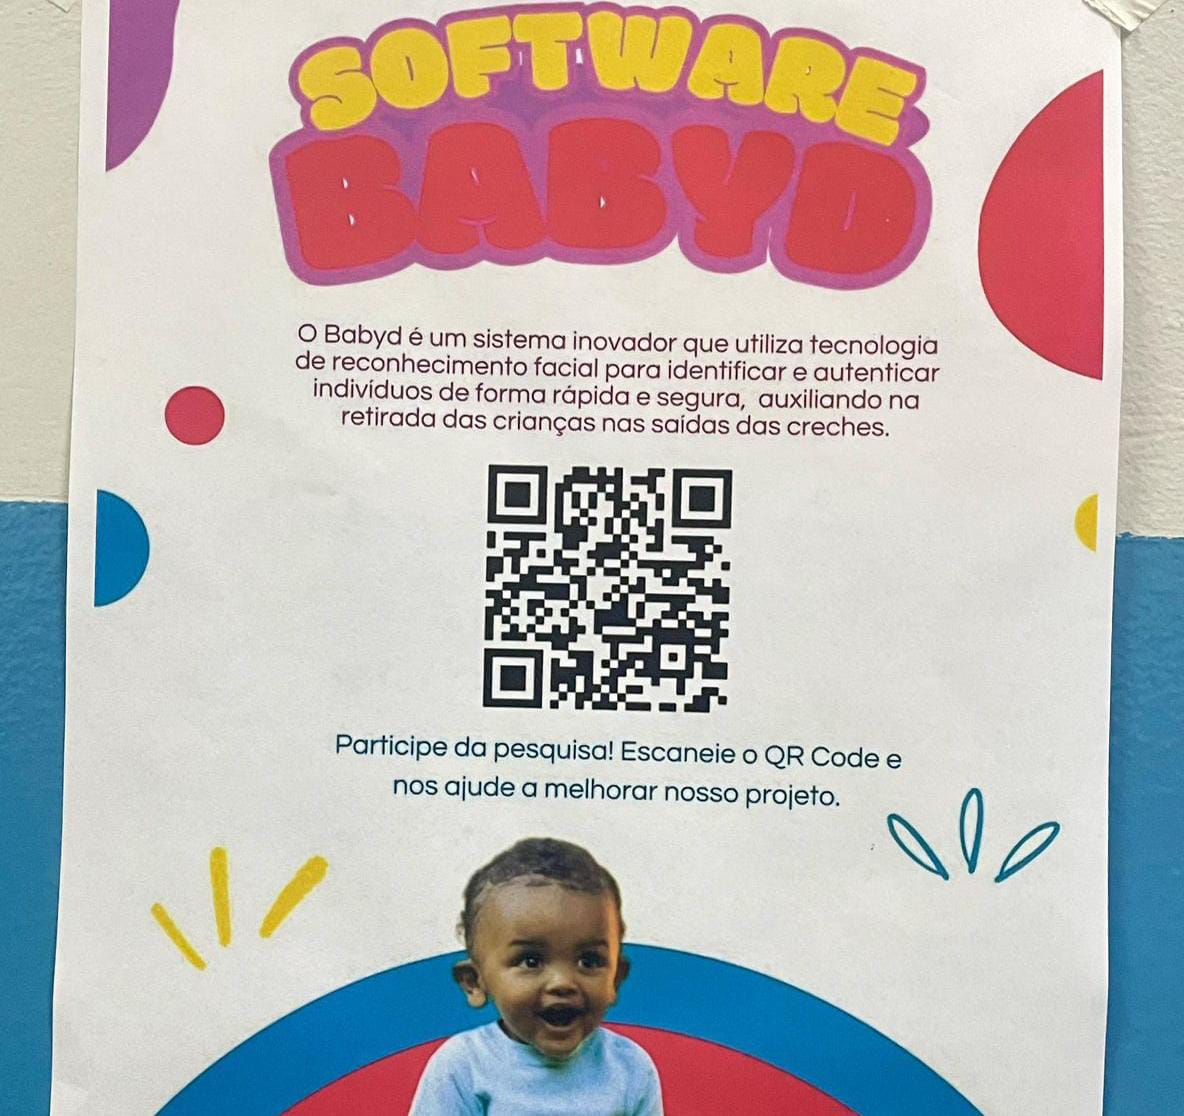 SOFTWARE
BABYD
O Babyd é um sistema inovador que utiliza tecnologia
de reconhecimento facial para identificar e autenticar
indivíduos de forma rápida e segura, auxiliando na
retirada das crianças nas saídas das creches.
Participe da pesquisa! Escaneie o QR Code e
nos ajude a melhorar nosso projeto.